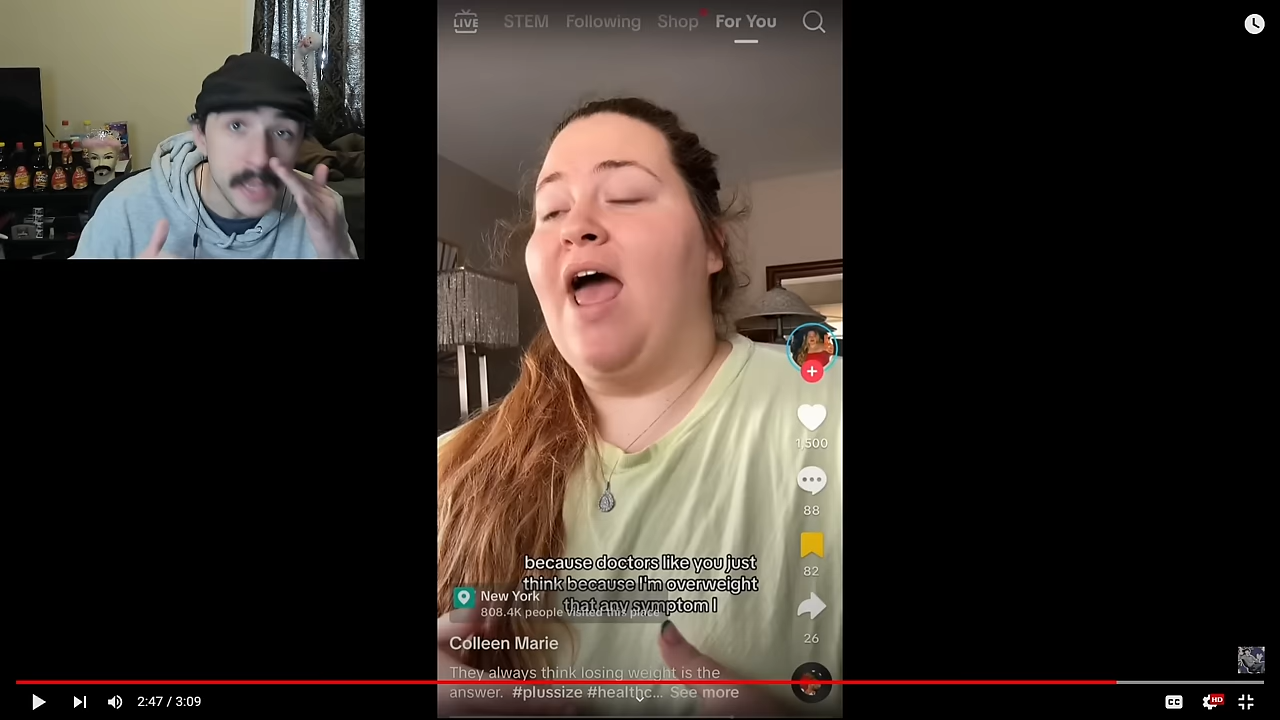 LIVE STEM Following Shop For You
1,500
88
82
26
because doctors like you just
think because I'm overweight
that any symptom I
New York
808.4K people visited this place
Colleen Marie
They always think losing weight is the
answer. #plussize #healthc... See more
2:47 / 3:09
CC
HD